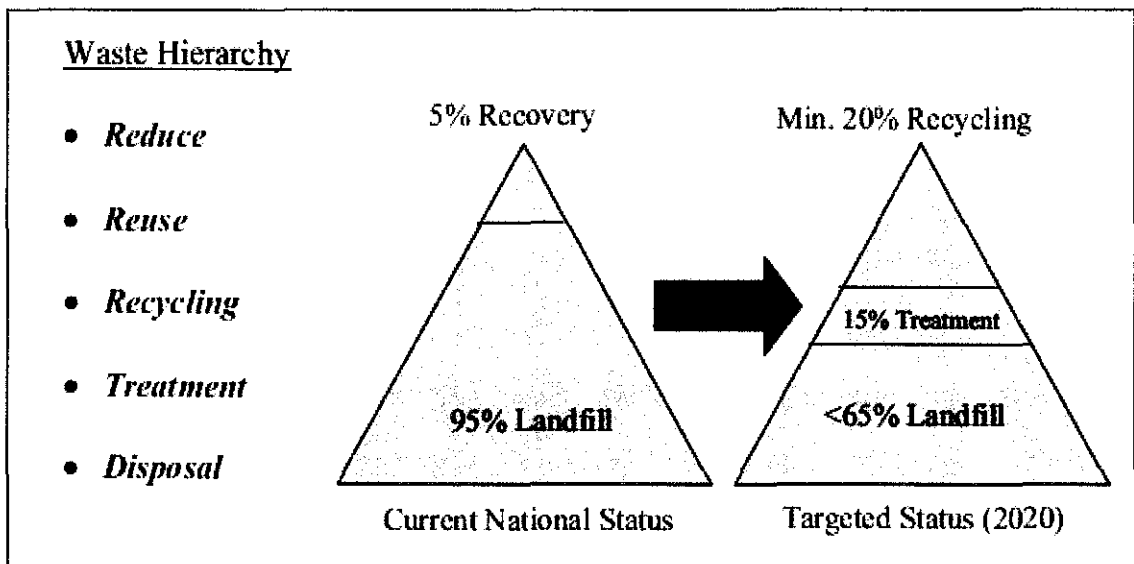 Waste Hierarchy
• Reduce
• Reuse
• Recycling
• Treatment
• Disposal
5% Recovery
95% Landfill
Current National Status
Min. 20% Recycling
15% Treatment
<65% Landfill
Targeted Status (2020)